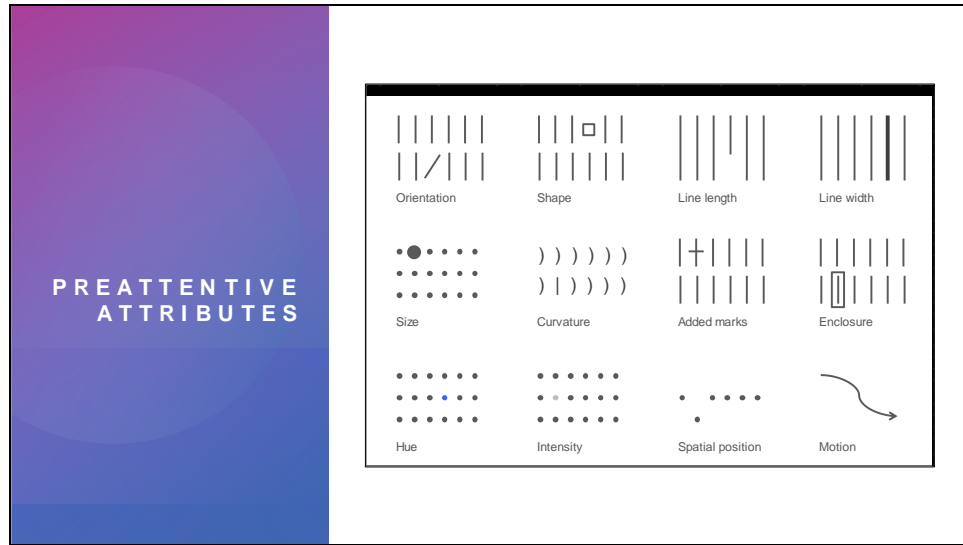 PREATTENTIVE
ATTRIBUTES
Orientation
Shape
Line length
Line width
Size
Curvature
Added marks
Enclosure
Hue
Intensity
Spatial position
Motion